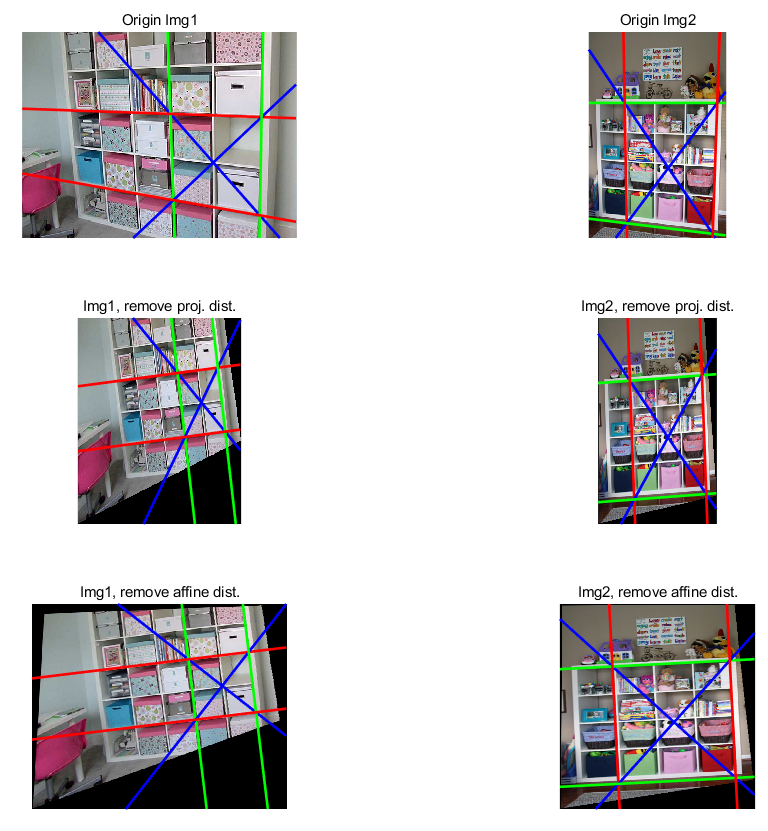 Origin Img1
Origin Img2
Img1, remove proj. dist.
Img2, remove proj. dist.
Img1, remove affine dist.
Img2, remove affine dist.